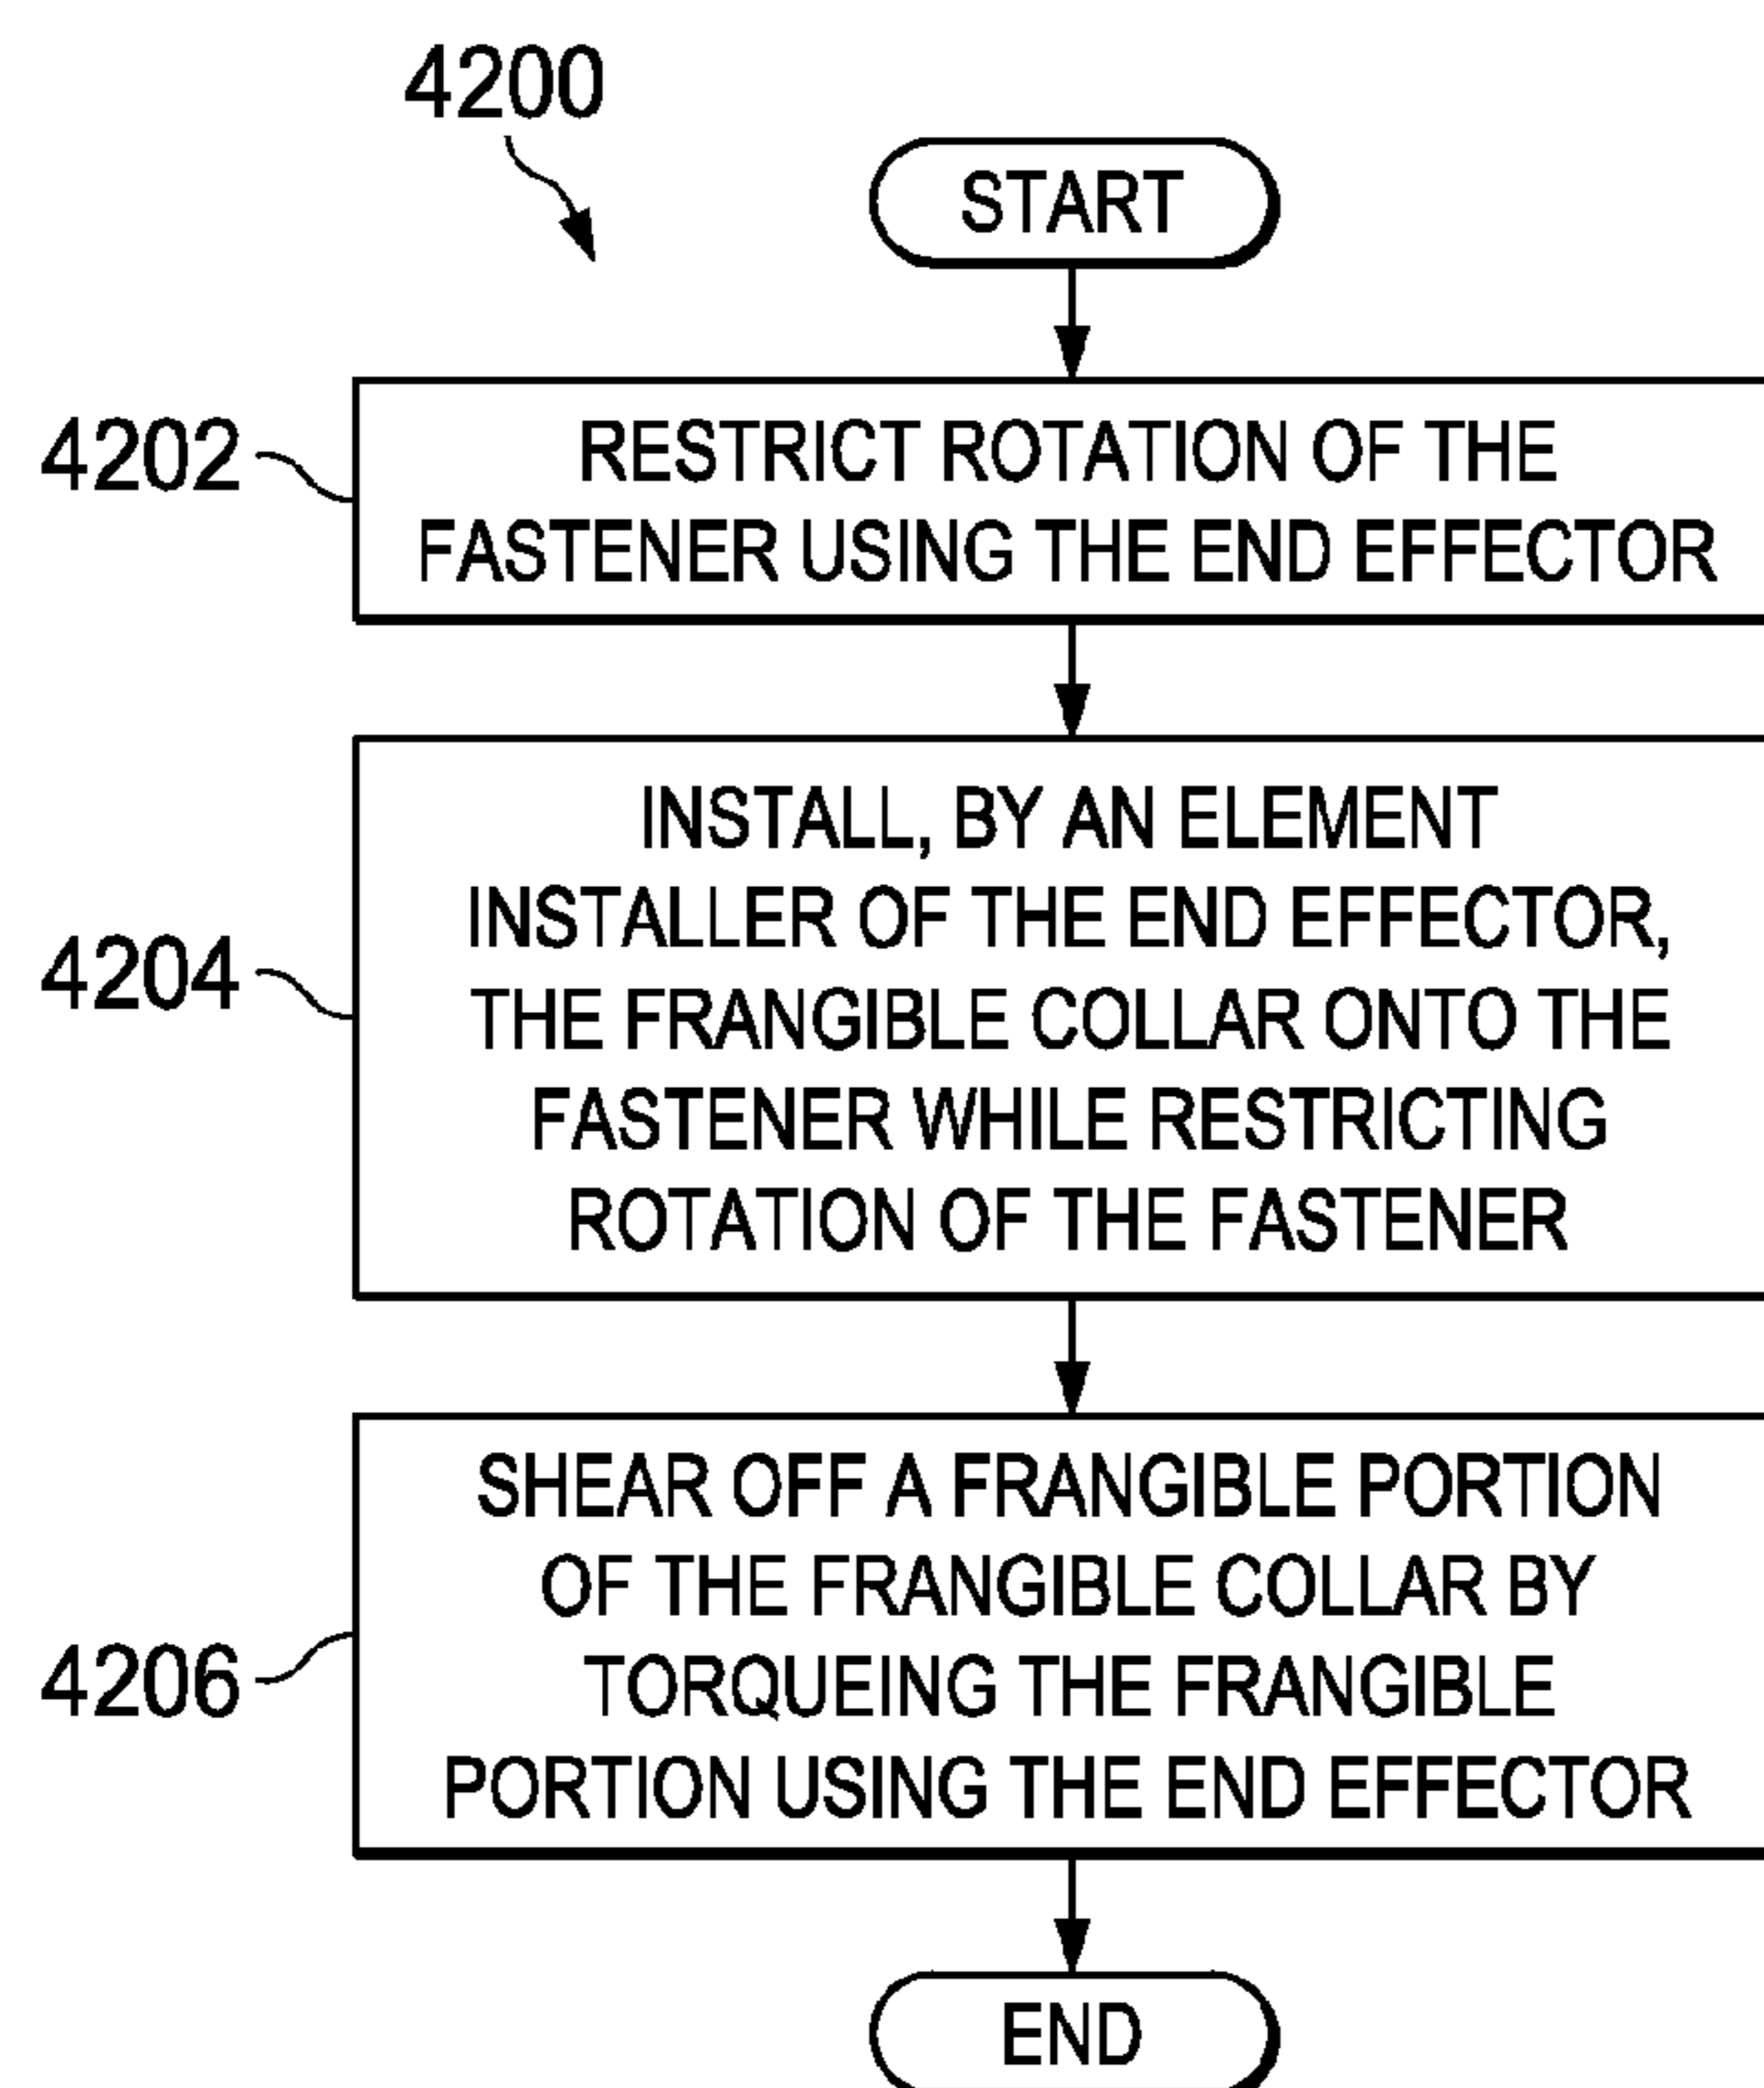 4200
START
4202
RESTRICT ROTATION OF THE
FASTENER USING THE END EFFECTOR
4204
INSTALL, BY AN ELEMENT
INSTALLER OF THE END EFFECTOR,
THE FRANGIBLE COLLAR ONTO THE
FASTENER WHILE RESTRICTING
ROTATION OF THE FASTENER
4206
SHEAR OFF A FRANGIBLE PORTION
OF THE FRANGIBLE COLLAR BY
TORQUEING THE FRANGIBLE
PORTION USING THE END EFFECTOR
END